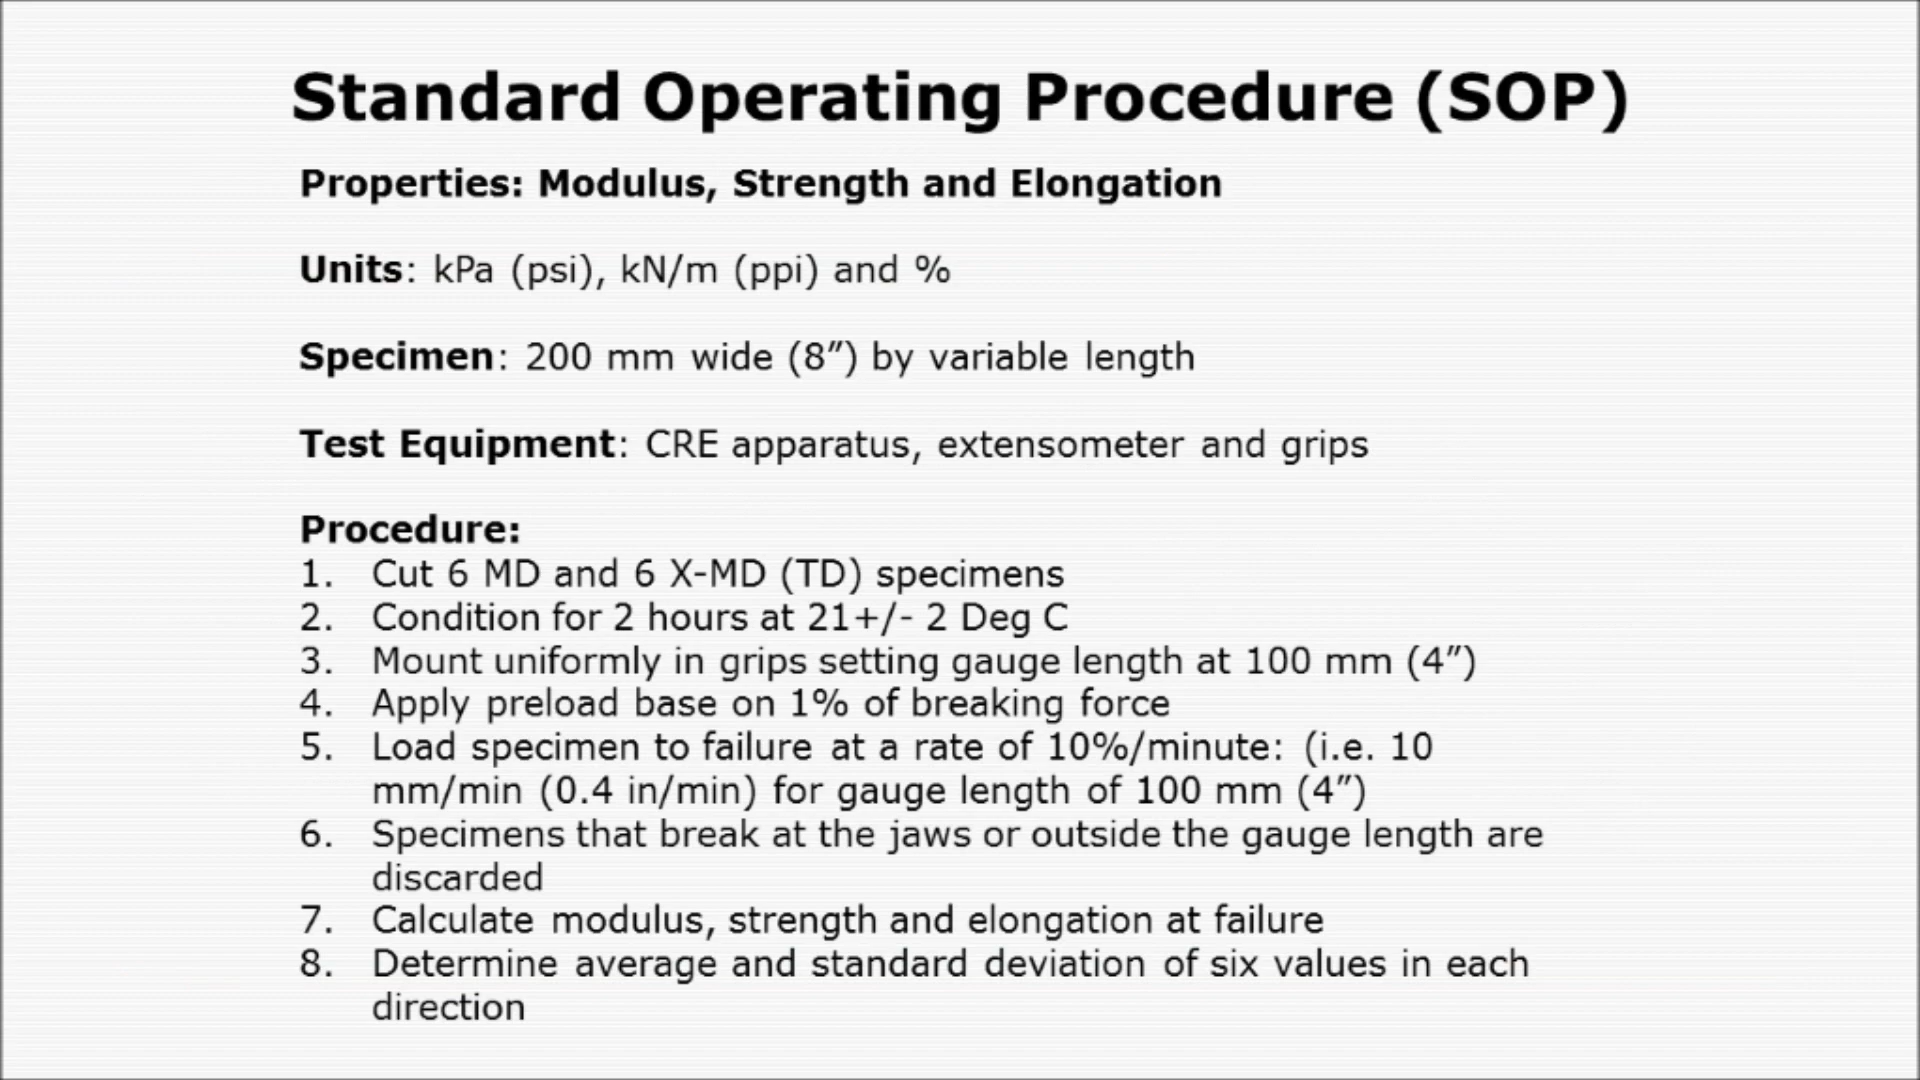 Standard Operating Procedure (SOP)
Properties: Modulus, Strength and Elongation
Units: kPa (psi), kN/m (ppi) and %
Specimen: 200 mm wide (8″) by variable length
Test Equipment: CRE apparatus, extensometer and grips
Procedure:
1. Cut 6 MD and 6 X-MD (TD) specimens
2. Condition for 2 hours at 21+/- 2 Deg C
3. Mount uniformly in grips setting gauge length at 100 mm (4″)
4. Apply preload base on 1% of breaking force
5. Load specimen to failure at a rate of 10%/minute: (i.e. 10
mm/min (0.4 in/min) for gauge length of 100 mm (4″)
6. Specimens that break at the jaws or outside the gauge length are
discarded
7. Calculate modulus, strength and elongation at failure
8. Determine average and standard deviation of six values in each
direction